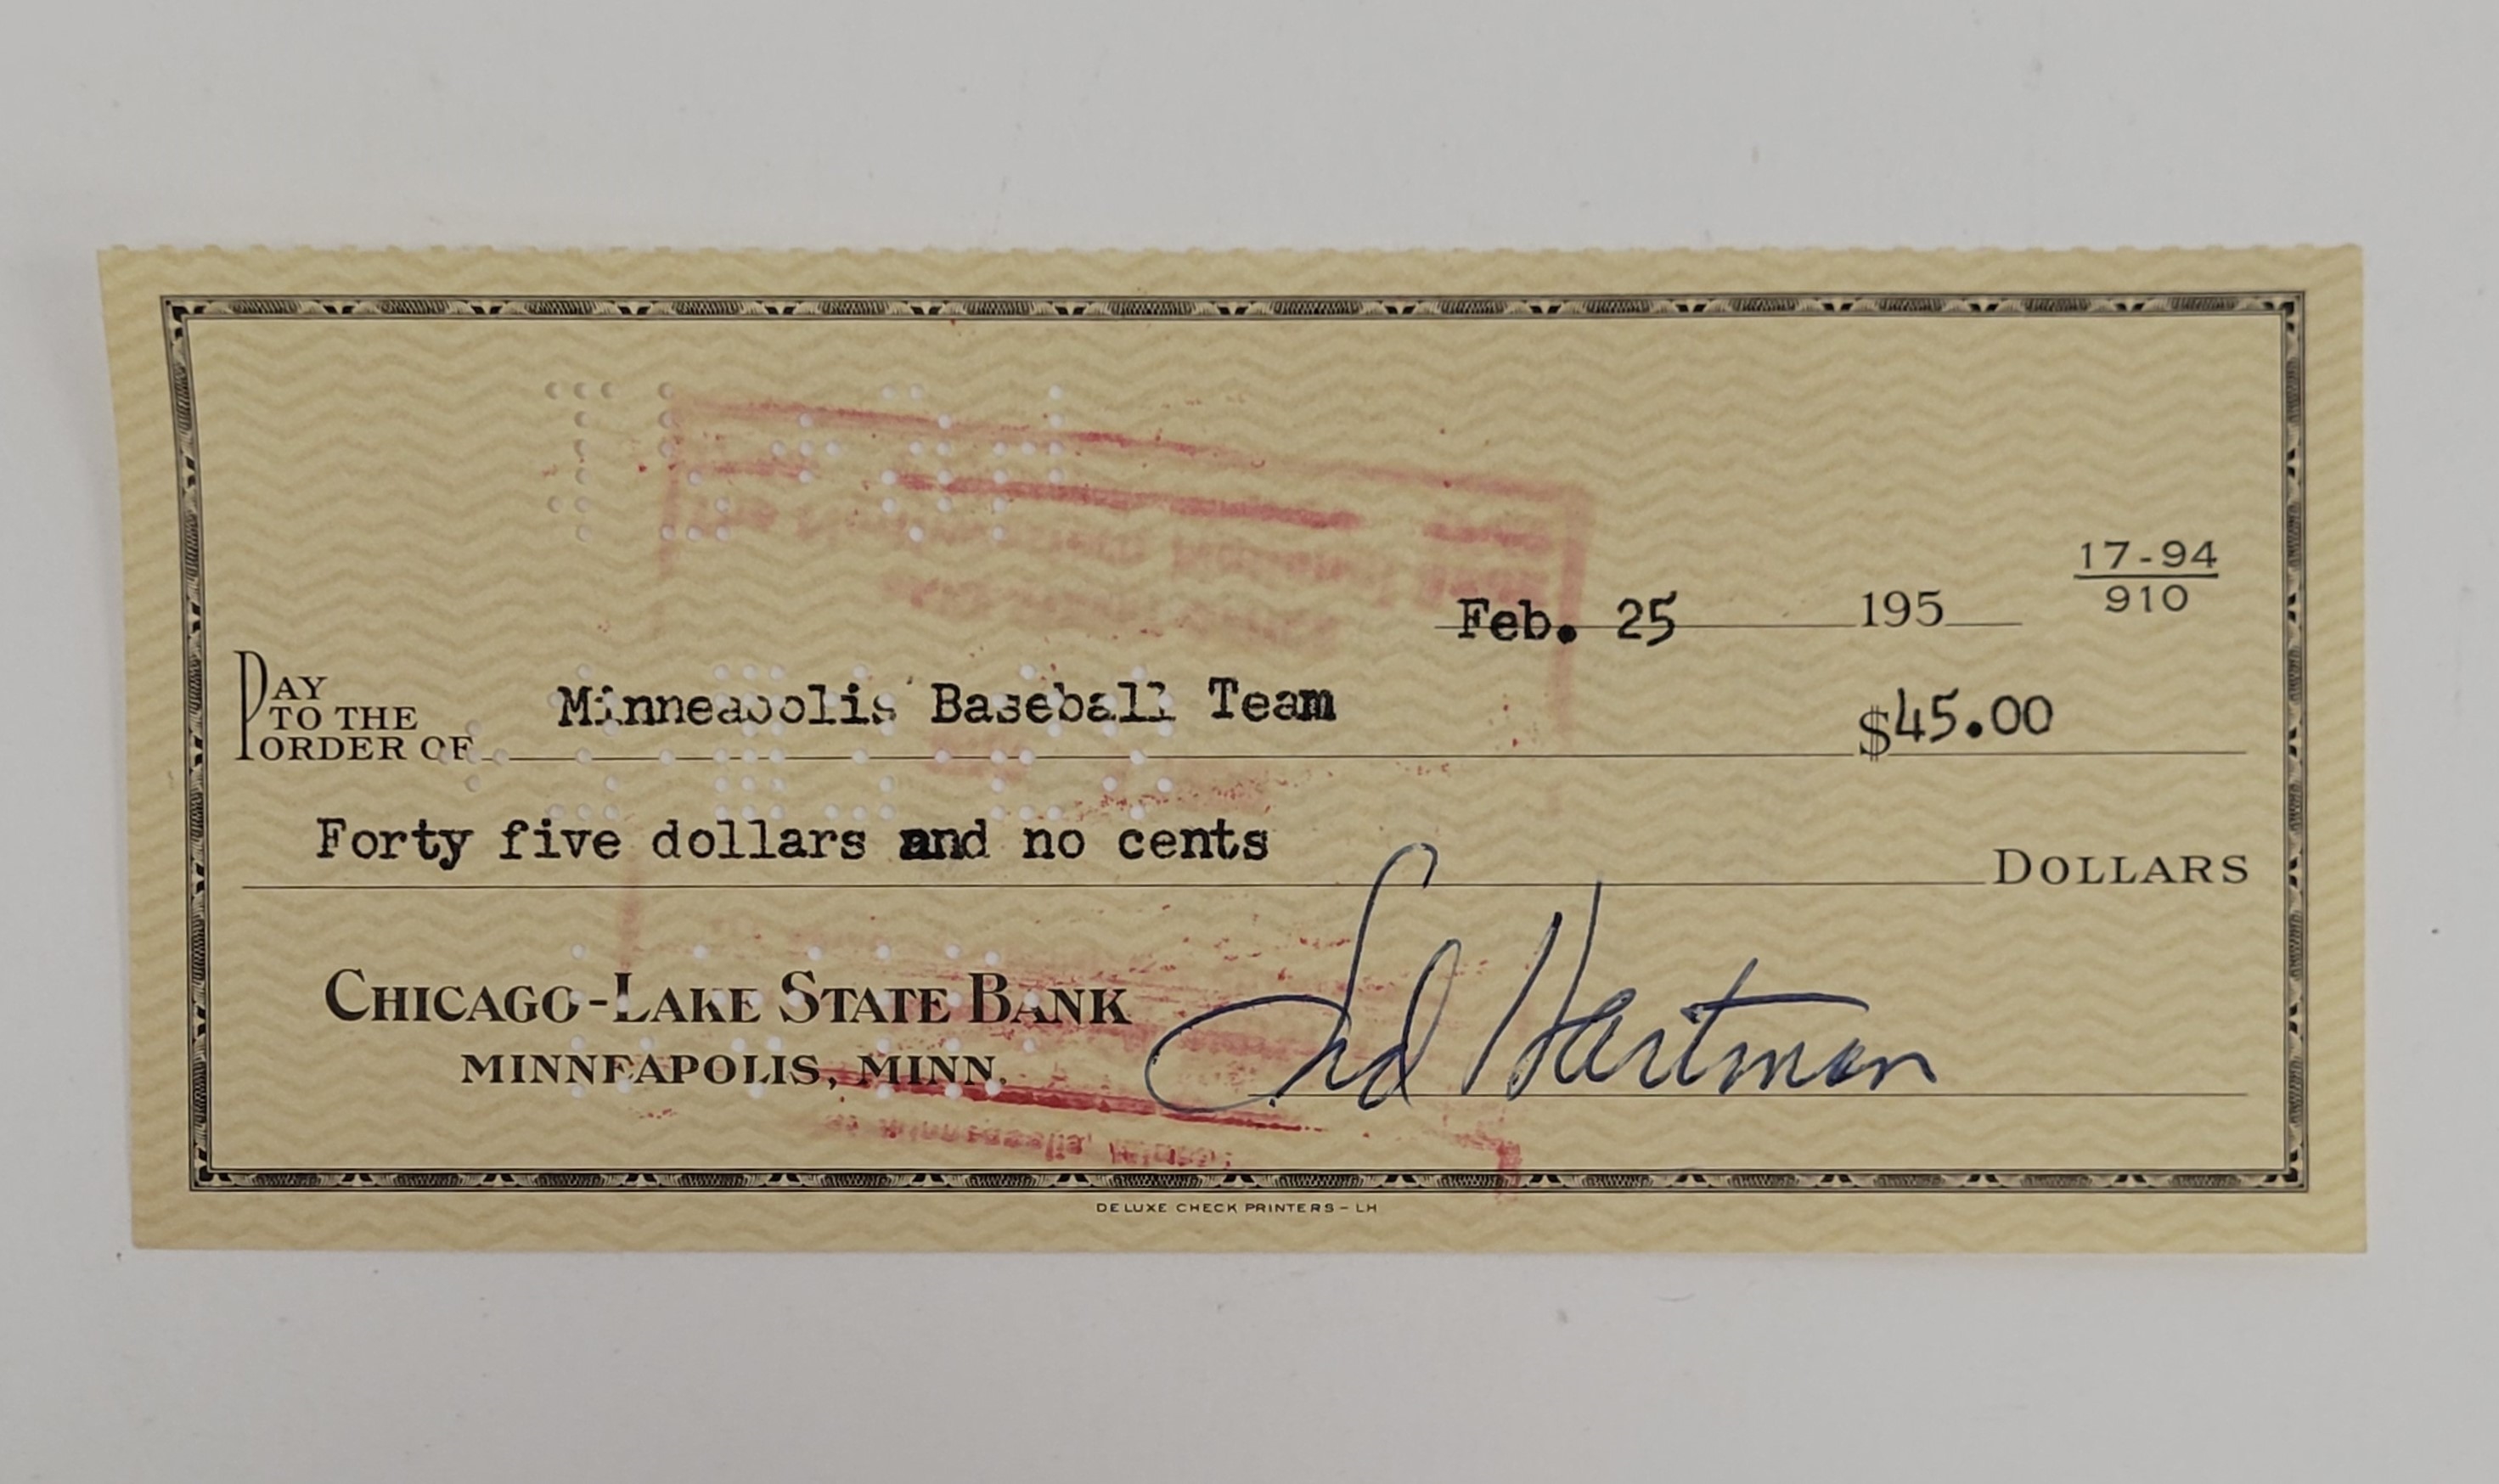 Feb. 25 195
17-94
910
PAY TO THE ORDER OF Minneapolis Baseball Team $45.00
Forty five dollars and no cents DOLLARS
CHICAGO-LAKE STATE BANK
MINNEAPOLIS, MINN.
Sid Hartman
DELUXE CHECK PRINTERS - LH